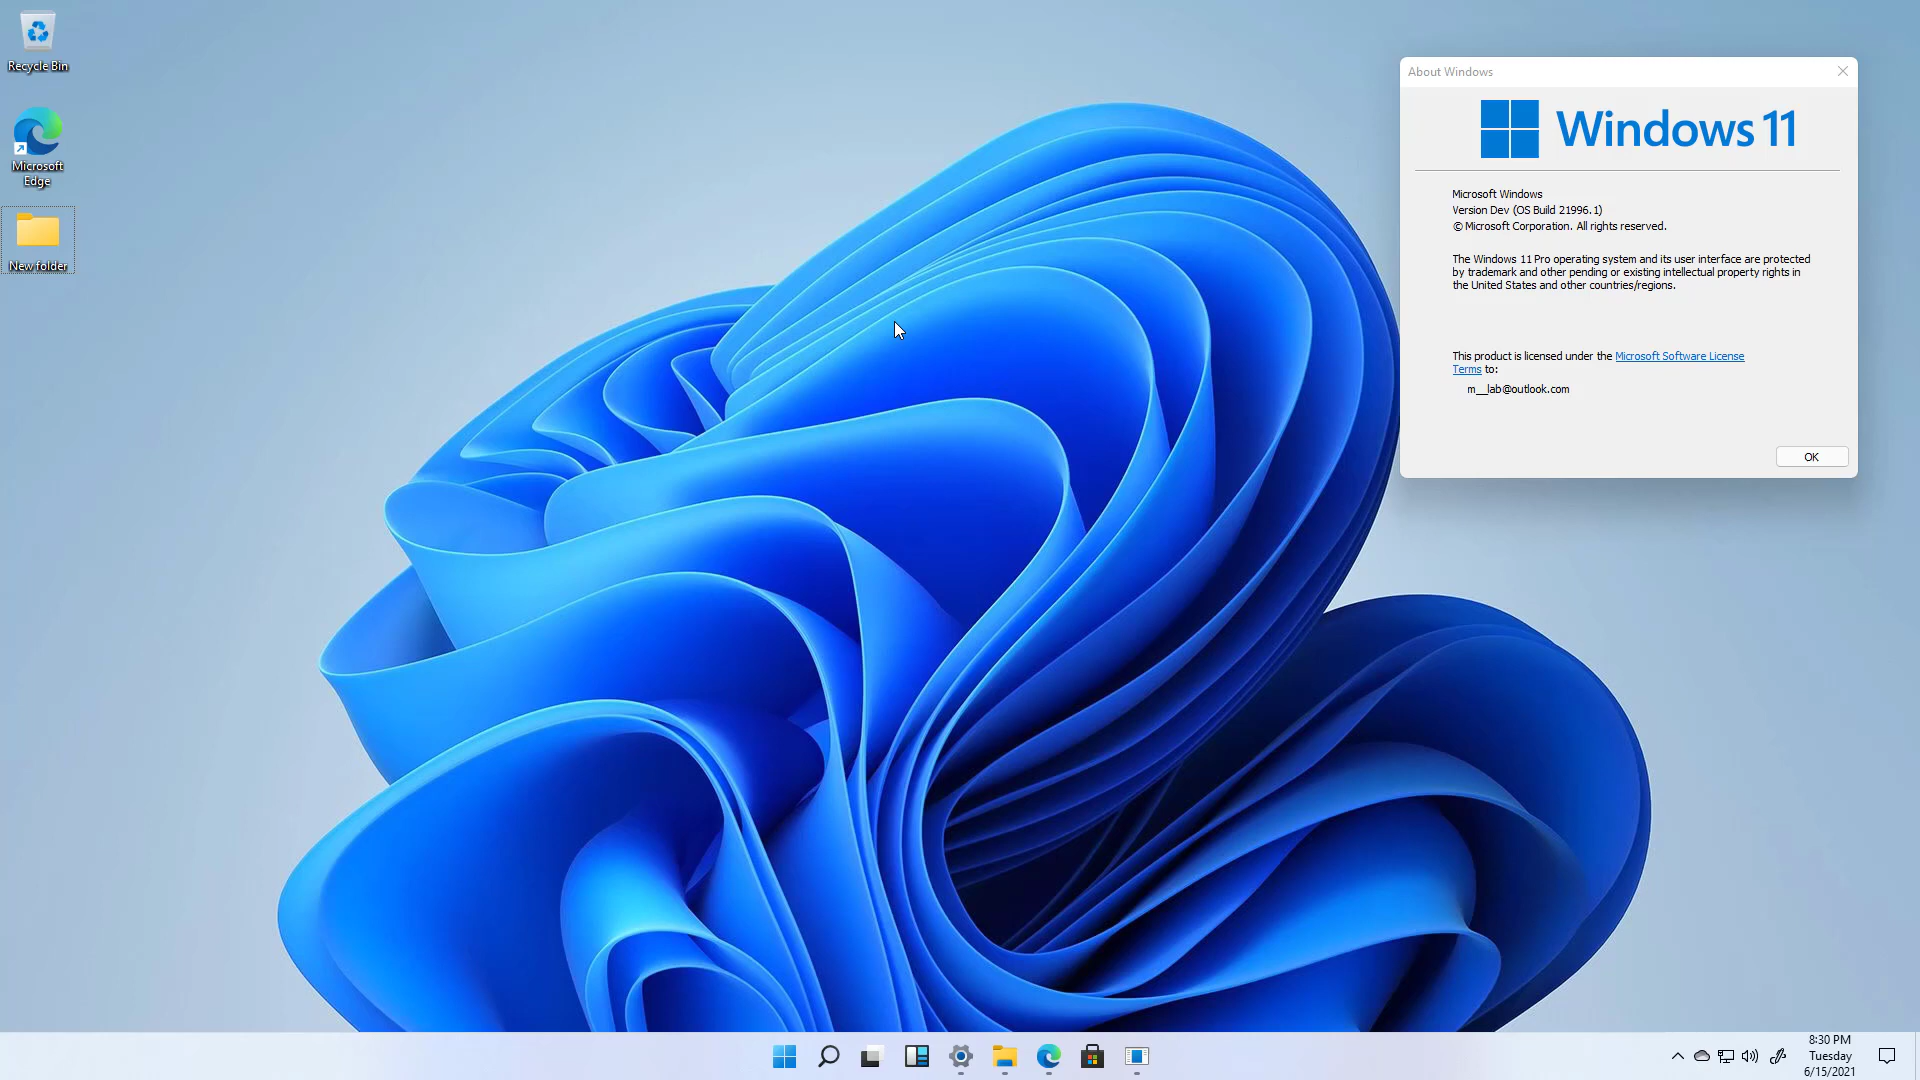 Recycle Bin
Microsoft
Edge
New folder
About Windows
Windows 11
Microsoft Windows
Version Dev (OS Build 21996.1)
© Microsoft Corporation. All rights reserved.
The Windows 11 Pro operating system and its user interface are protected
by trademark and other pending or existing intellectual property rights in
the United States and other countries/regions.
This product is licensed under the Microsoft Software License
Terms to:
m__lab@outlook.com
OK
8:30 PM
Tuesday
6/15/2021